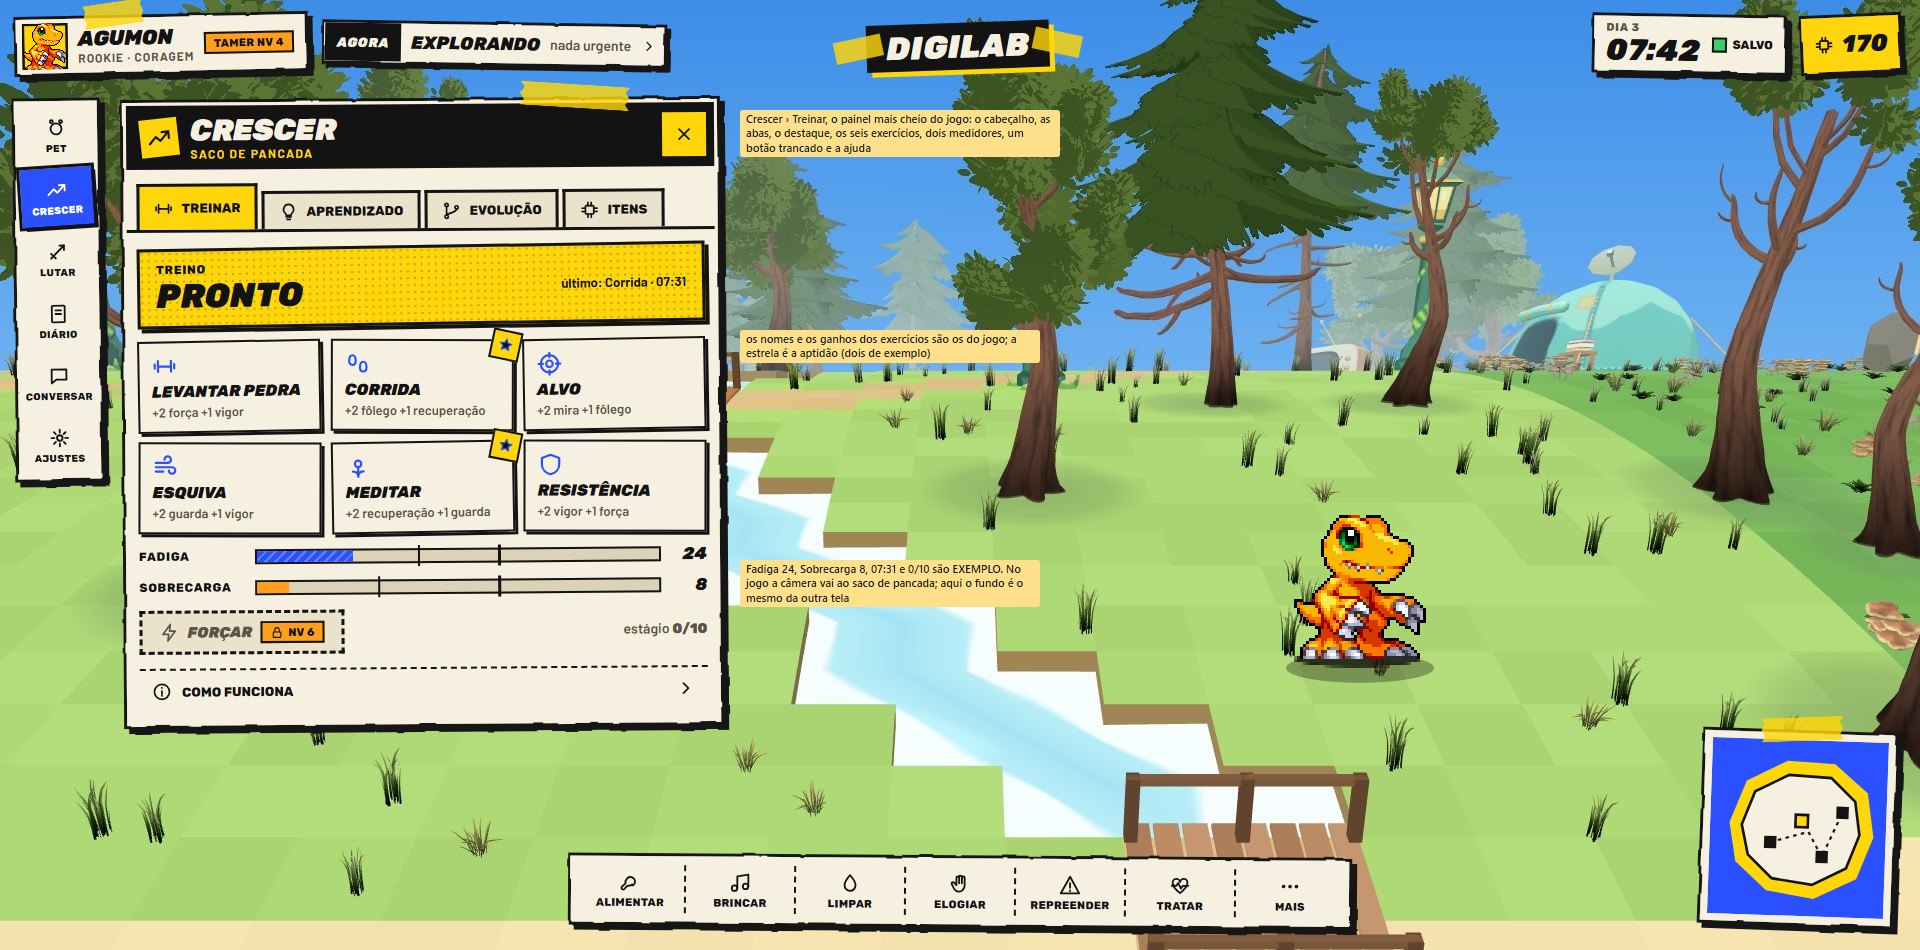 AGUMON
ROOKIE · CORAGEM
TAMER NV 4
AGORA
EXPLORANDO
nada urgente
DIGILAB
DIA 3
07:42
SALVO
170
PET
CRESCER
LUTAR
DIÁRIO
CONVERSAR
AJUSTES
CRESCER
SACO DE PANCADA
TREINAR
APRENDIZADO
EVOLUÇÃO
ITENS
TREINO
PRONTO
último: Corrida · 07:31
LEVANTAR PEDRA
+2 força +1 vigor
CORRIDA
+2 fôlego +1 recuperação
ALVO
+2 mira +1 fôlego
ESQUIVA
+2 guarda +1 vigor
MEDITAR
+2 recuperação +1 guarda
RESISTÊNCIA
+2 vigor +1 força
FADIGA
24
SOBRECARGA
8
FORÇAR
NV 6
estágio 0/10
COMO FUNCIONA
Crescer › Treinar, o painel mais cheio do jogo: o cabeçalho, as
abas, o destaque, os seis exercícios, dois medidores, um
botão trancado e a ajuda
os nomes e os ganhos dos exercícios são os do jogo; a
estrela é a aptidão (dois de exemplo)
Fadiga 24, Sobrecarga 8, 07:31 e 0/10 são EXEMPLO. No
jogo a câmera vai ao saco de pancada; aqui o fundo é o
mesmo da outra tela
ALIMENTAR
BRINCAR
LIMPAR
ELOGIAR
REPREENDER
TRATAR
MAIS